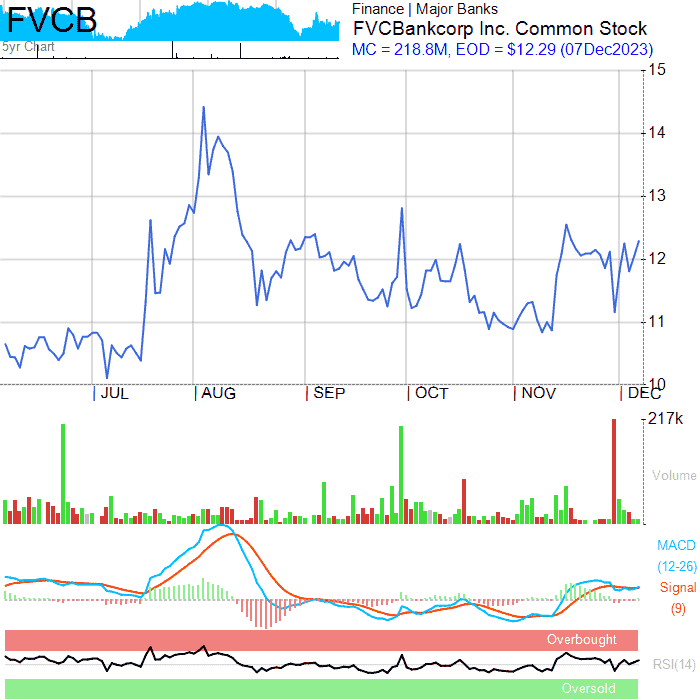 FVCB
5yr Chart
Finance | Major Banks
FVCBankcorp Inc. Common Stock
MC = 218.8M, EOD = $12.29 (07Dec2023)
15
14
13
12
11
10
JUL
AUG
SEP
OCT
NOV
DEC
217k
Volume
MACD
(12-26)
Signal
(9)
Overbought
RSI(14)
Oversold